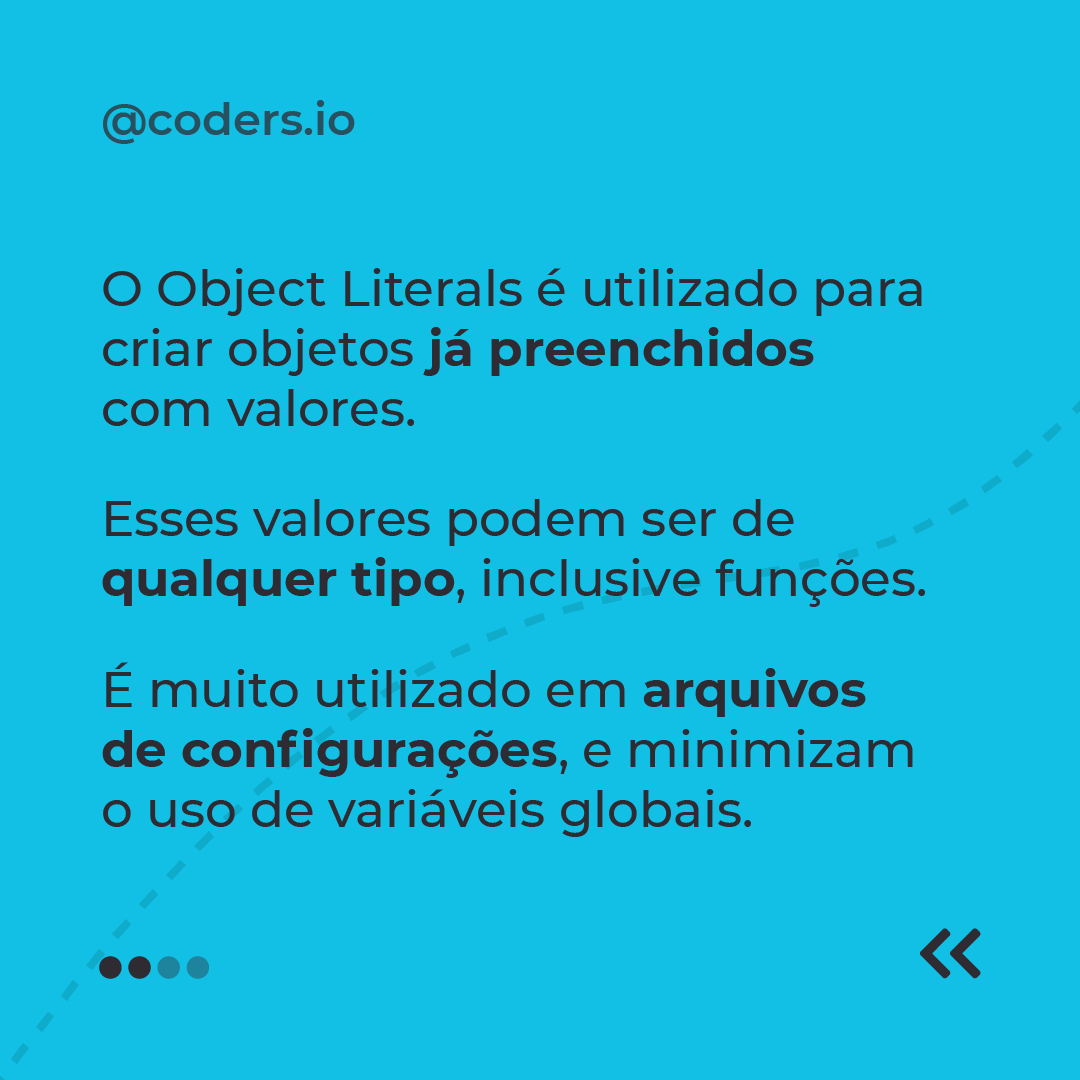 @coders.io
O Object Literals é utilizado para
criar objetos já preenchidos
com valores.
Esses valores podem ser de
qualquer tipo, inclusive funções.
É muito utilizado em arquivos
de configurações, e minimizam
o uso de variáveis globais.